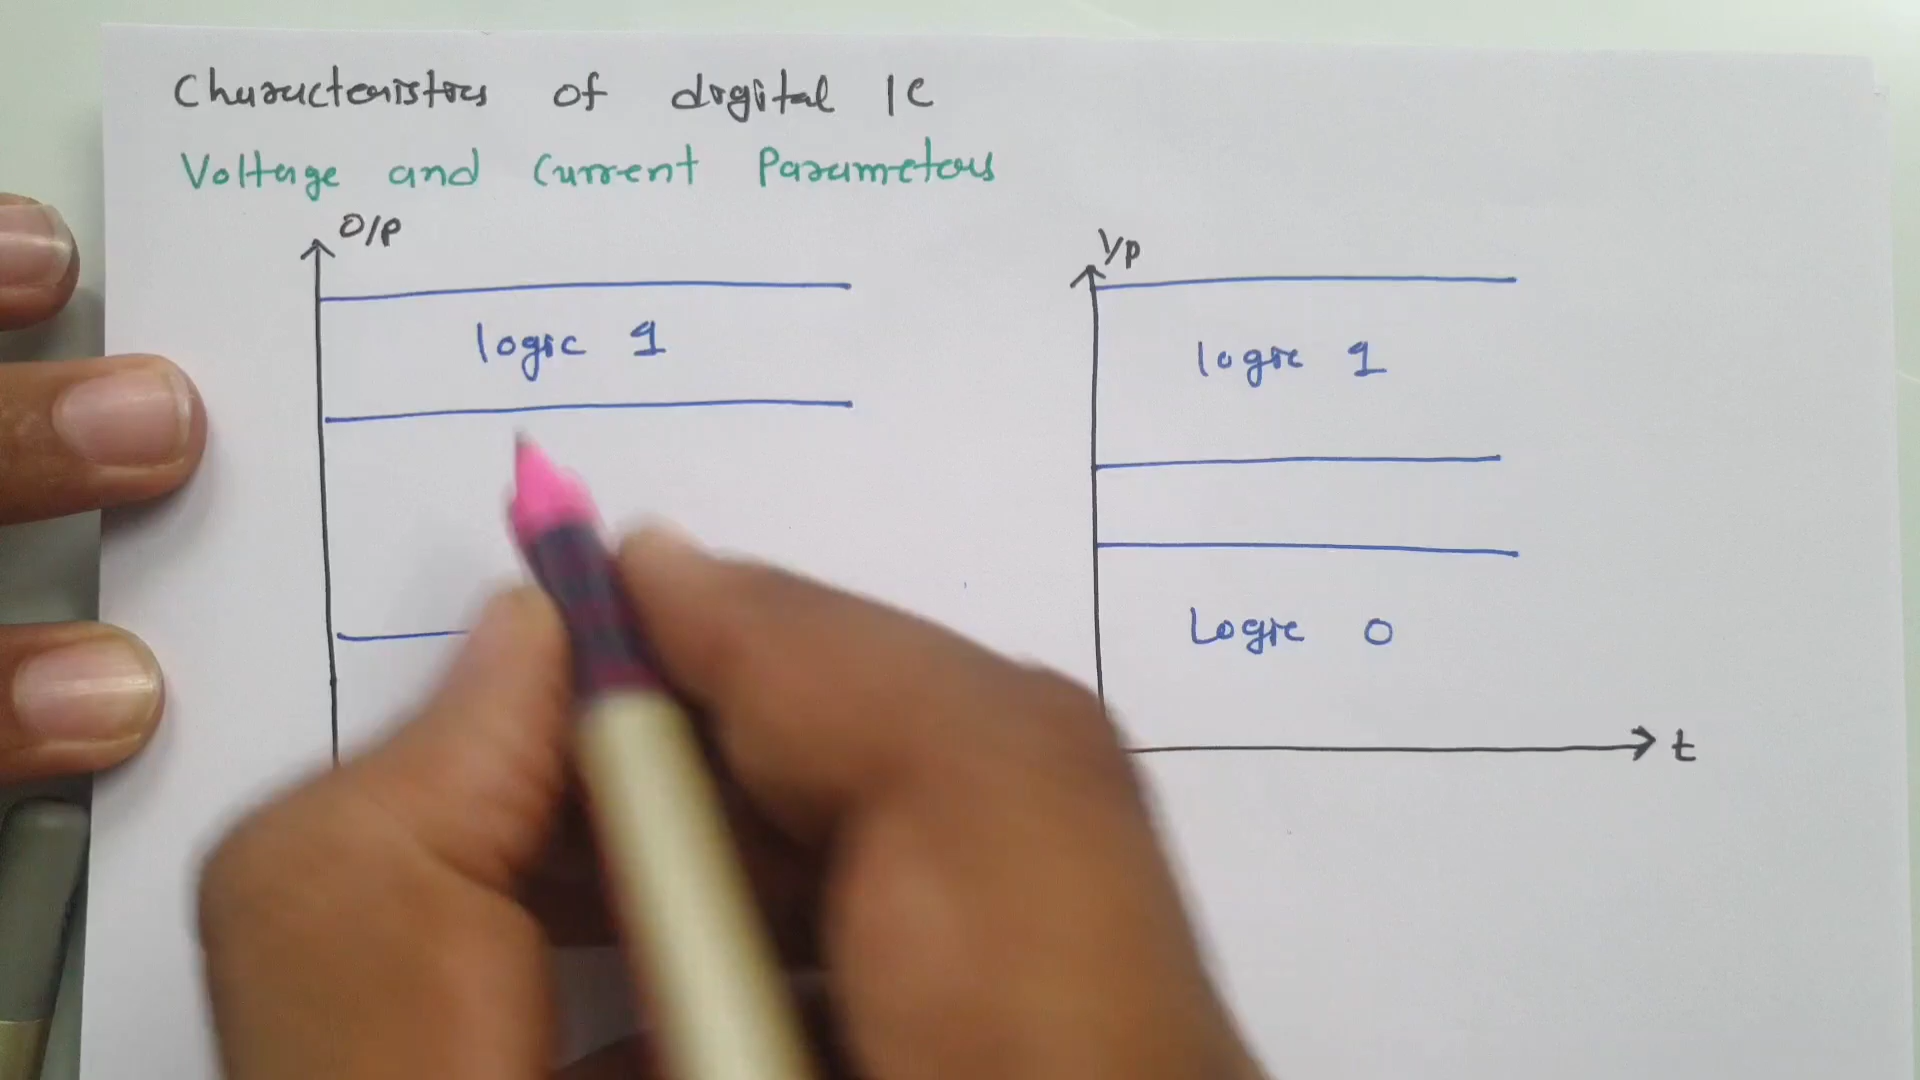 Characteristics of digital IC
Voltage and Current Parameters
O/P
I/P
logic 1
logic 1
Logic 0
t